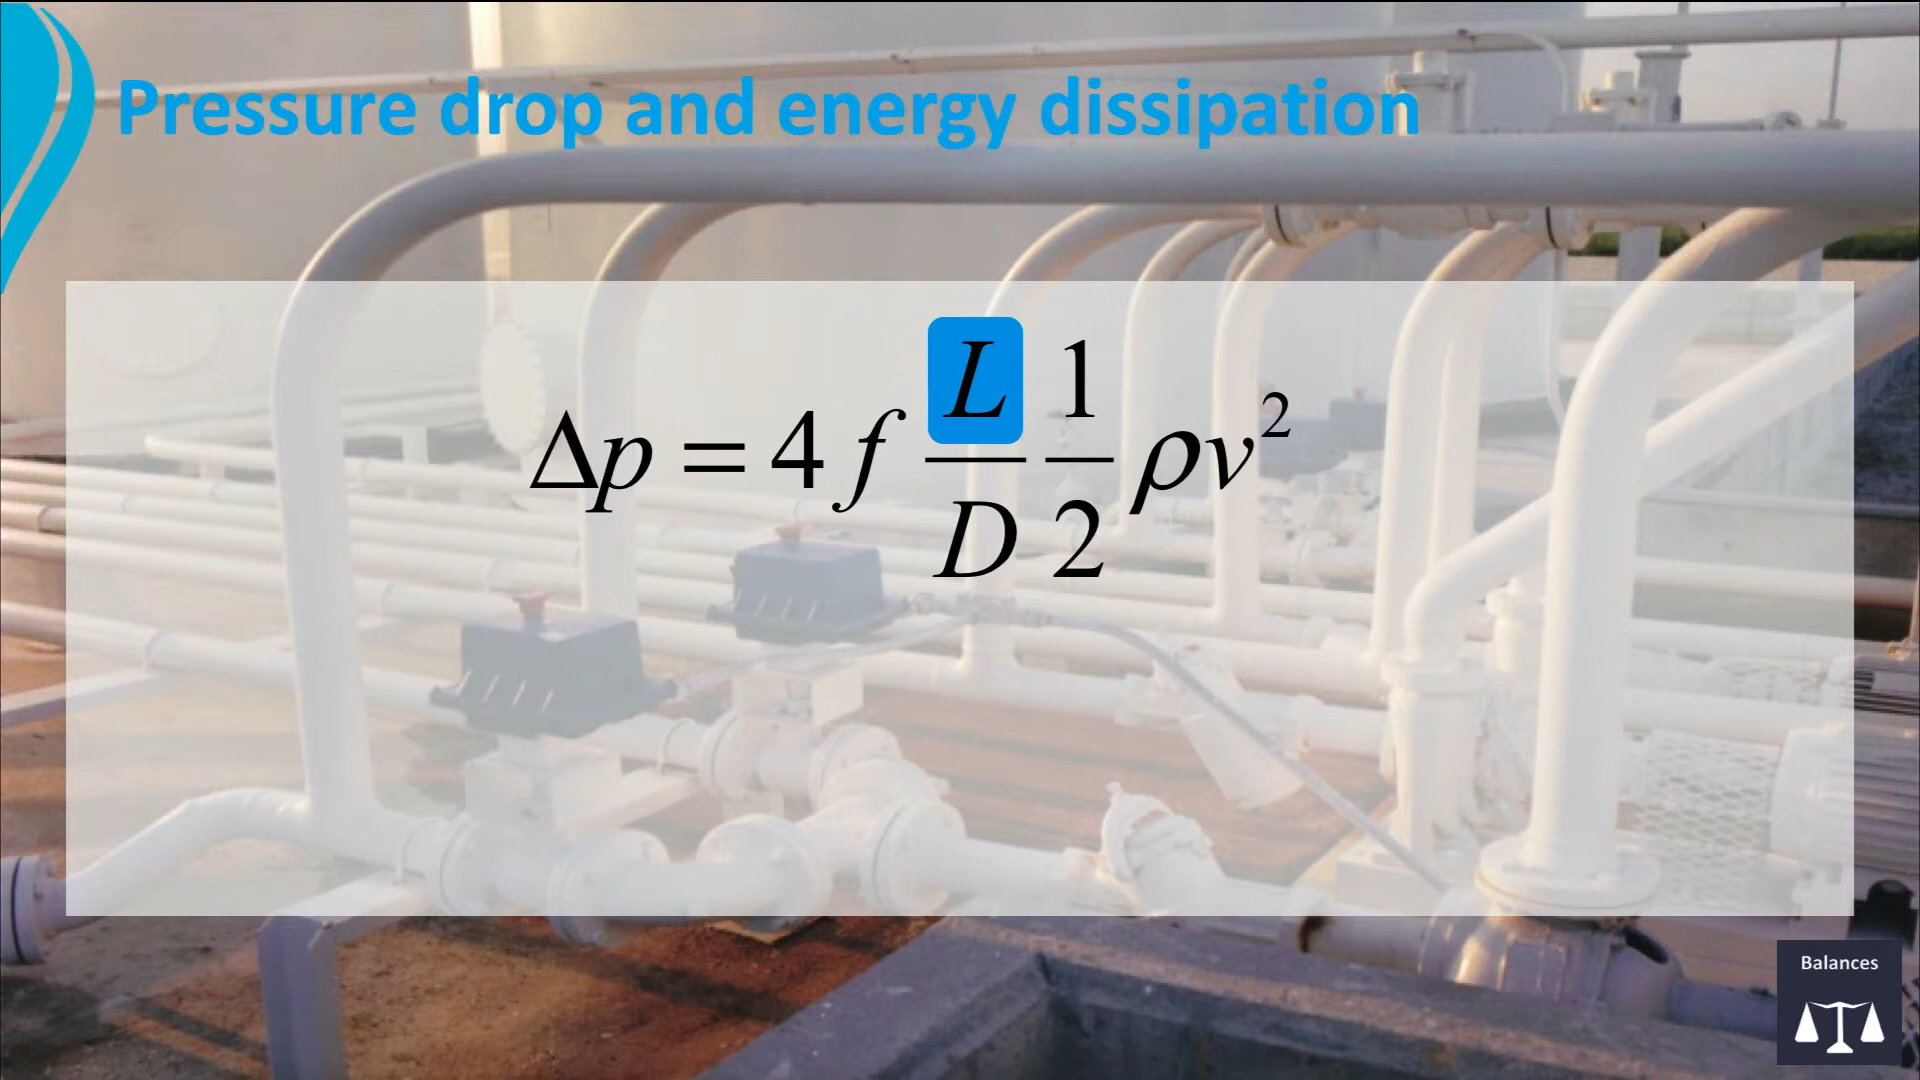 Pressure drop and energy dissipation
Δp = 4 f L/D 1/2 ρv²
Balances